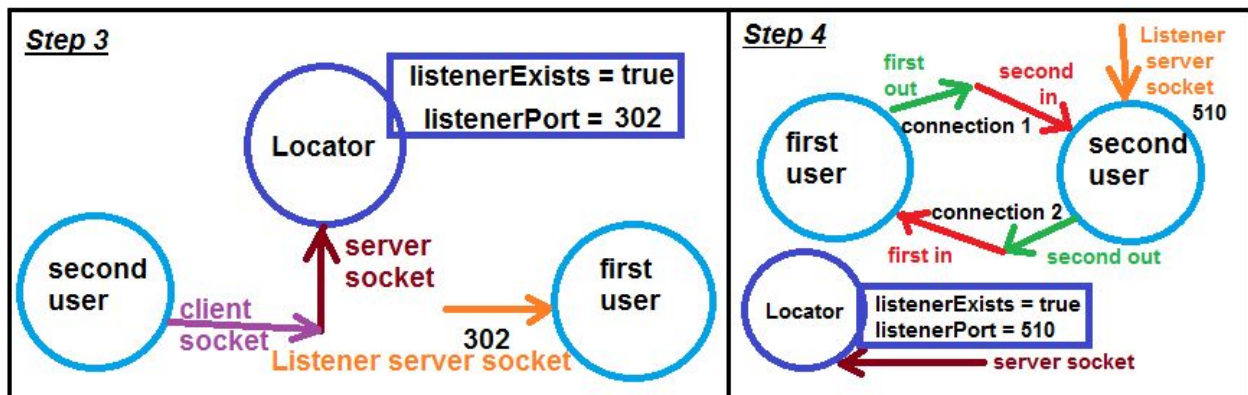 Step 3
listenerExists = true
listenerPort = 302
Locator
second
user
client
socket
server
socket
302
Listener server socket
first
user
Step 4
first
out
second
in
Listener
server
socket
510
connection 1
first
user
second
user
connection 2
first in
second out
Locator
listenerExists = true
listenerPort = 510
server socket